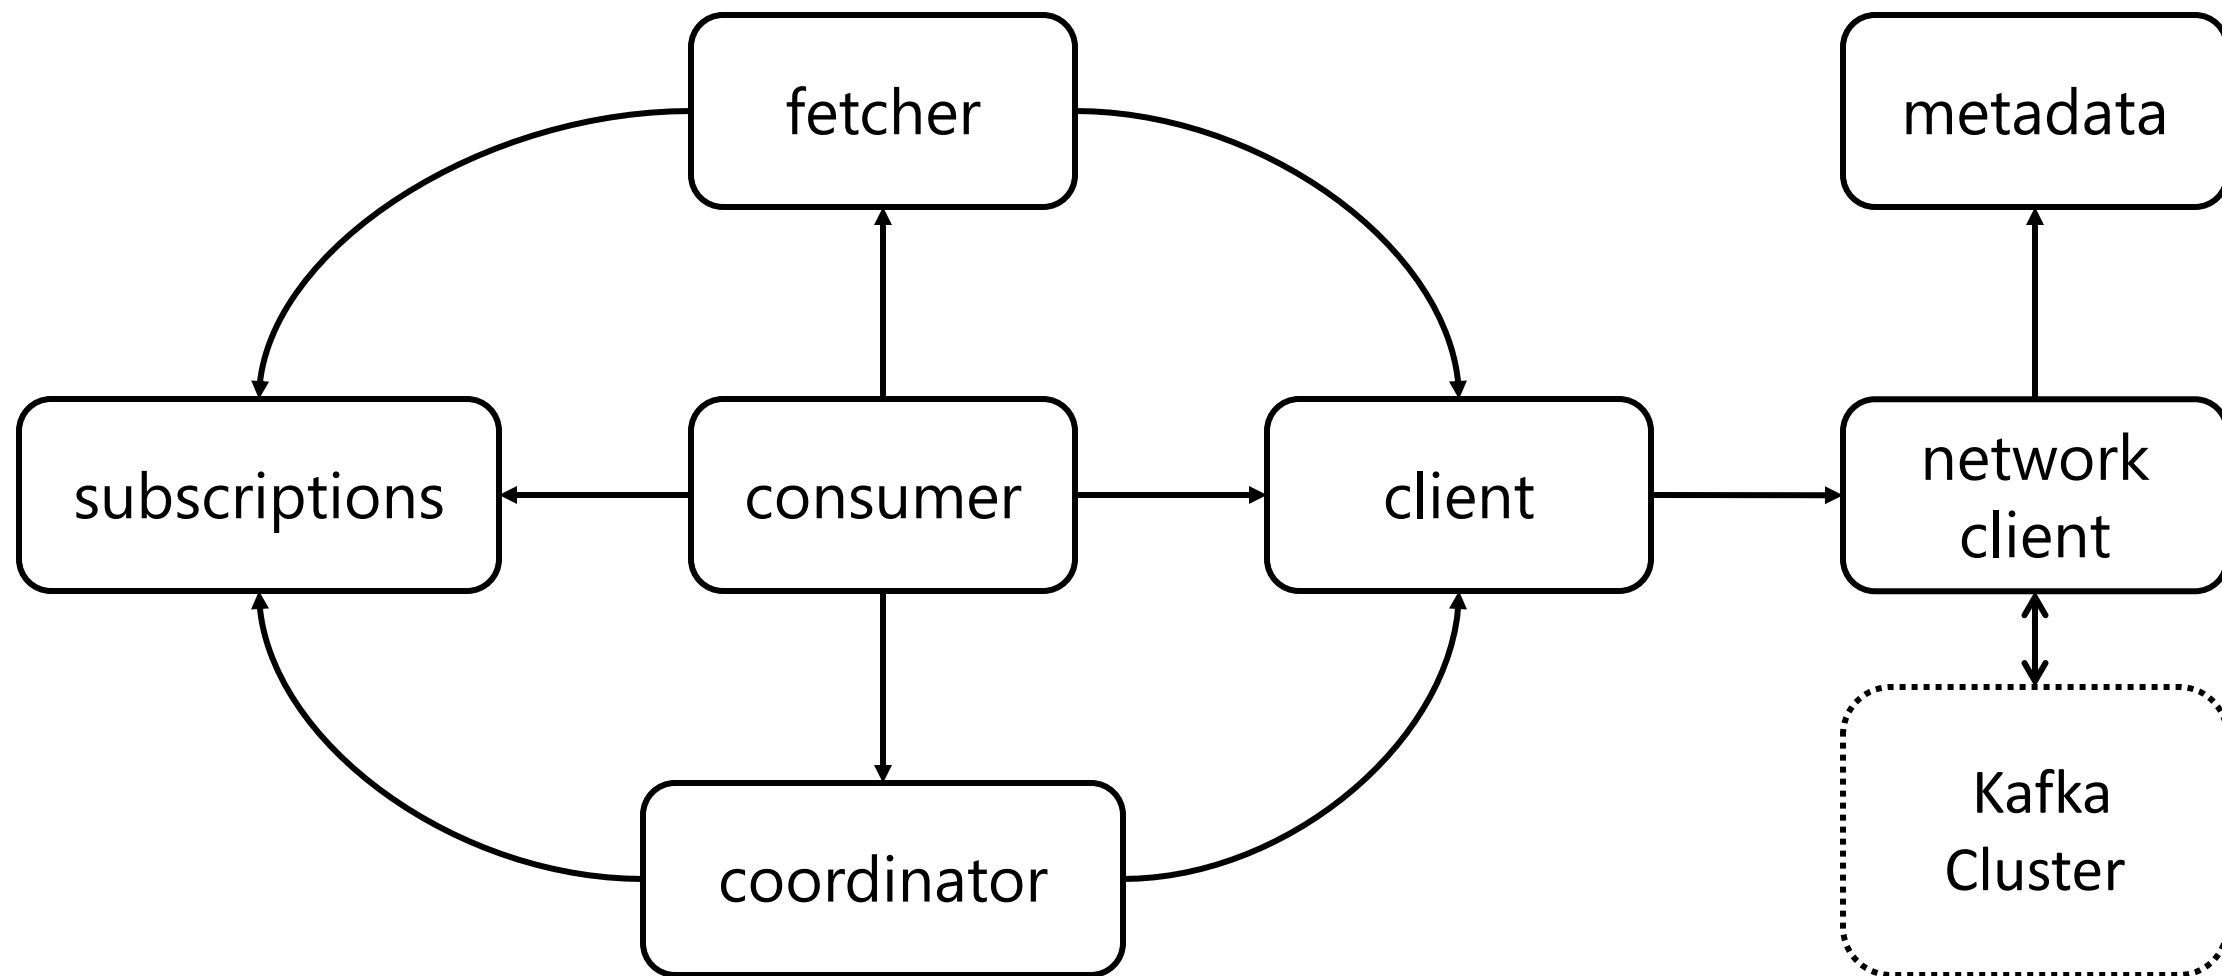 fetcher
metadata
subscriptions
consumer
client
network
client
coordinator
Kafka
Cluster